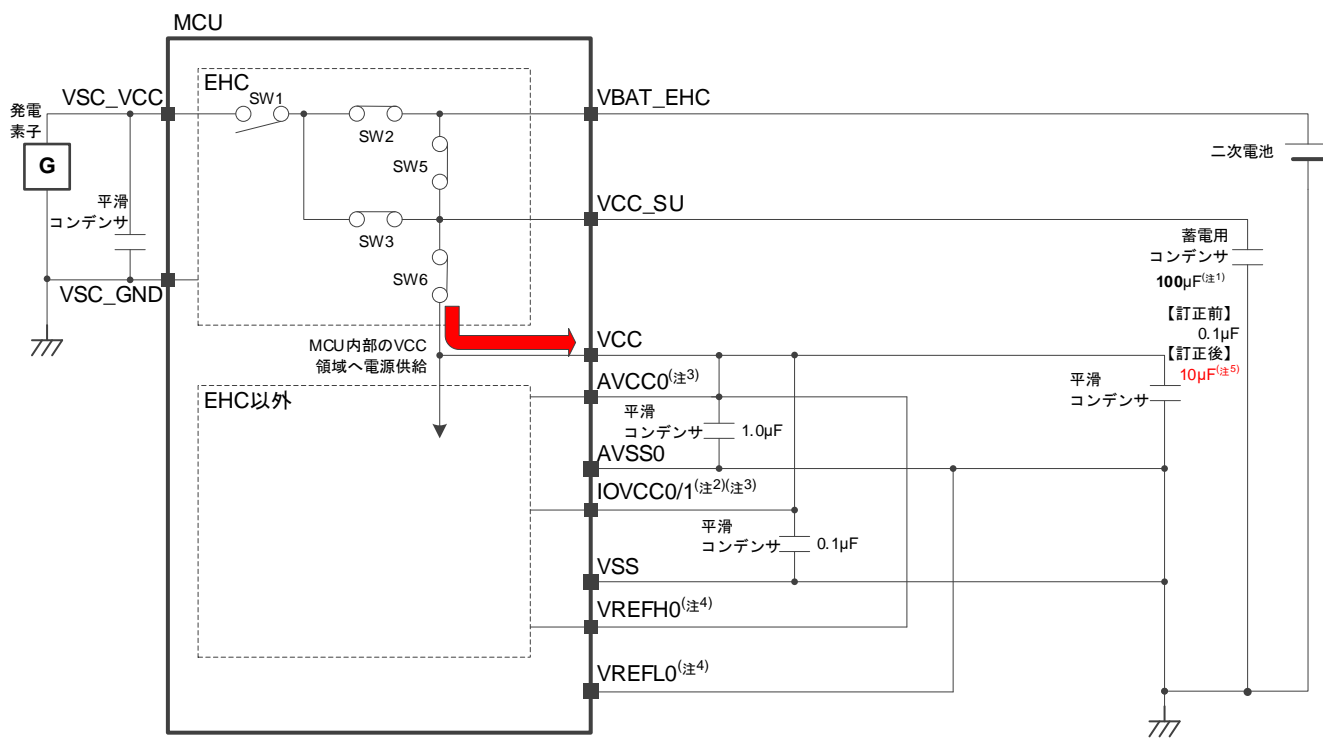 MCU
EHC
VSC_VCC
SW1
VBAT_EHC
発電
素子
SW2
G
二次電池
SW5
平滑
コンデンサ
VCC_SU
SW3
蓄電用
コンデンサ
100µF(注1)
SW6
VSC_GND
【訂正前】
0.1µF
VCC
MCU内部のVCC
領域へ電源供給
【訂正後】
10µF(注5)
平滑
コンデンサ
AVCC0(注3)
EHC以外
平滑
コンデンサ
1.0µF
AVSS0
IOVCC0/1(注2)(注3)
平滑
コンデンサ
0.1µF
VSS
VREFH0(注4)
VREFL0(注4)